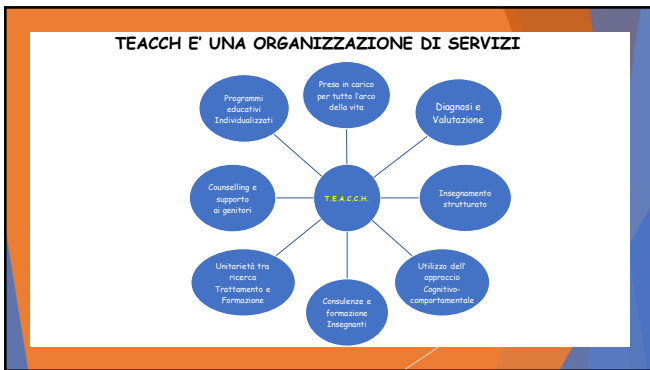 TEACCH E' UNA ORGANIZZAZIONE DI SERVIZI
Presa in carico
per tutto l'arco
della vita
Programmi
educativi
Individualizzati
Diagnosi e
Valutazione
Counselling e
supporto
ai genitori
T.E.A.C.C.H.
Insegnamento
strutturato
Unitarietà tra
ricerca
Trattamento e
Formazione
Utilizzo dell'
approccio
Cognitivo-
comportamentale
Consulenze e
formazione
Insegnanti